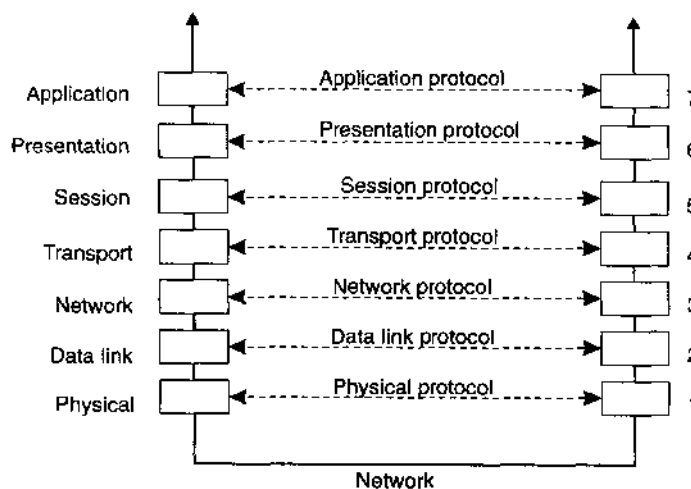 Application Application protocol
Presentation Presentation protocol 6
Session Session protocol 5
Transport Transport protocol 4
Network Network protocol 3
Data link Data link protocol 2
Physical Physical protocol
Network